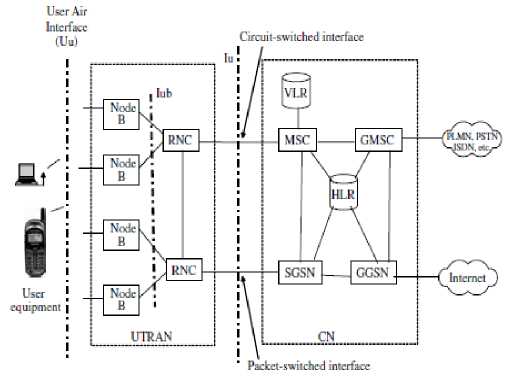 User Air
Interface
(Uu)
Circuit-switched interface
Iu
Iub
VLR
Node
B
RNC
MSC
GMSC
PLMN, PSTN
ISDN, etc
Node
B
HLR
Node
B
RNC
SGSN
GGSN
Internet
User
equipment
Node
B
UTRAN
CN
Packet-switched interface